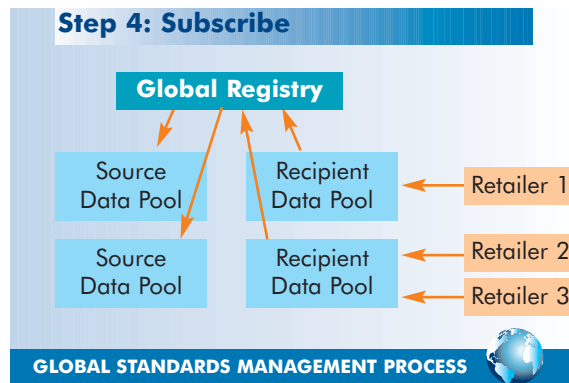 Step 4: Subscribe
Global Registry
Source
Data Pool
Recipient
Data Pool
Retailer 1
Source
Data Pool
Recipient
Data Pool
Retailer 2
Retailer 3
GLOBAL STANDARDS MANAGEMENT PROCESS